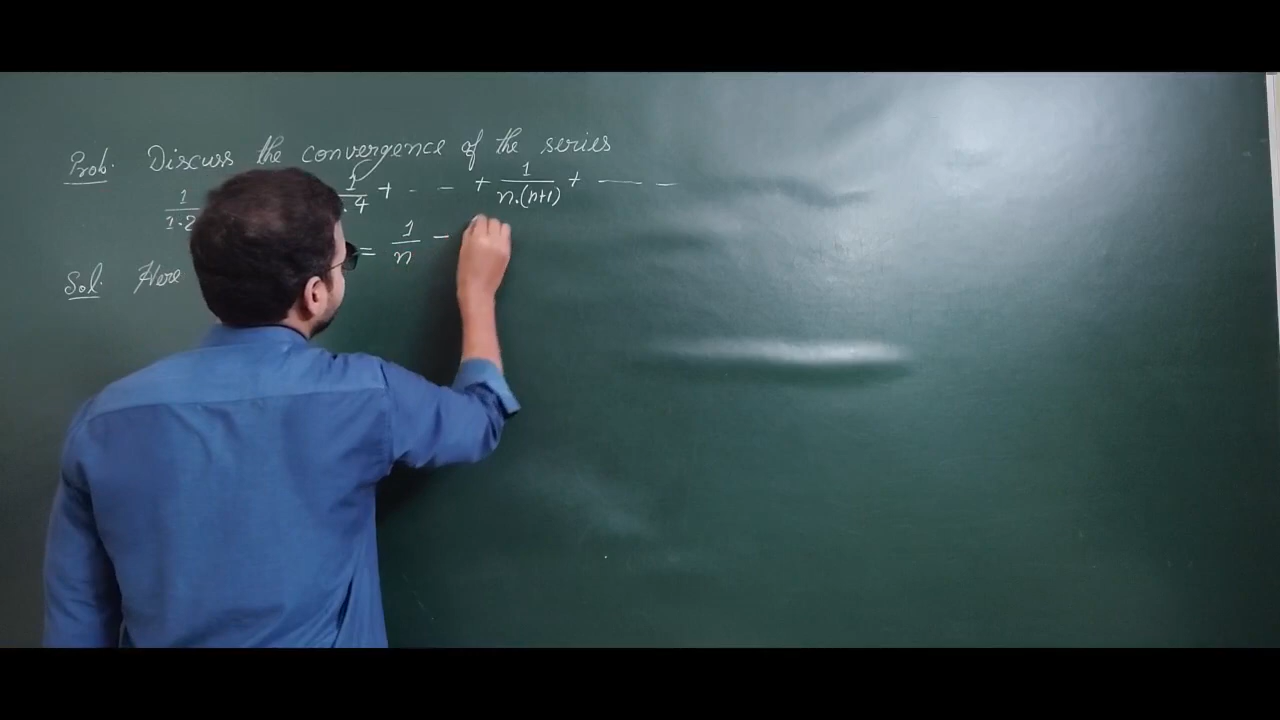 Prob. Discuss the convergence of the series
1/1.2 1/.4 + - - + 1/n.(n+1) + — -
= 1/n -
Sol. Here